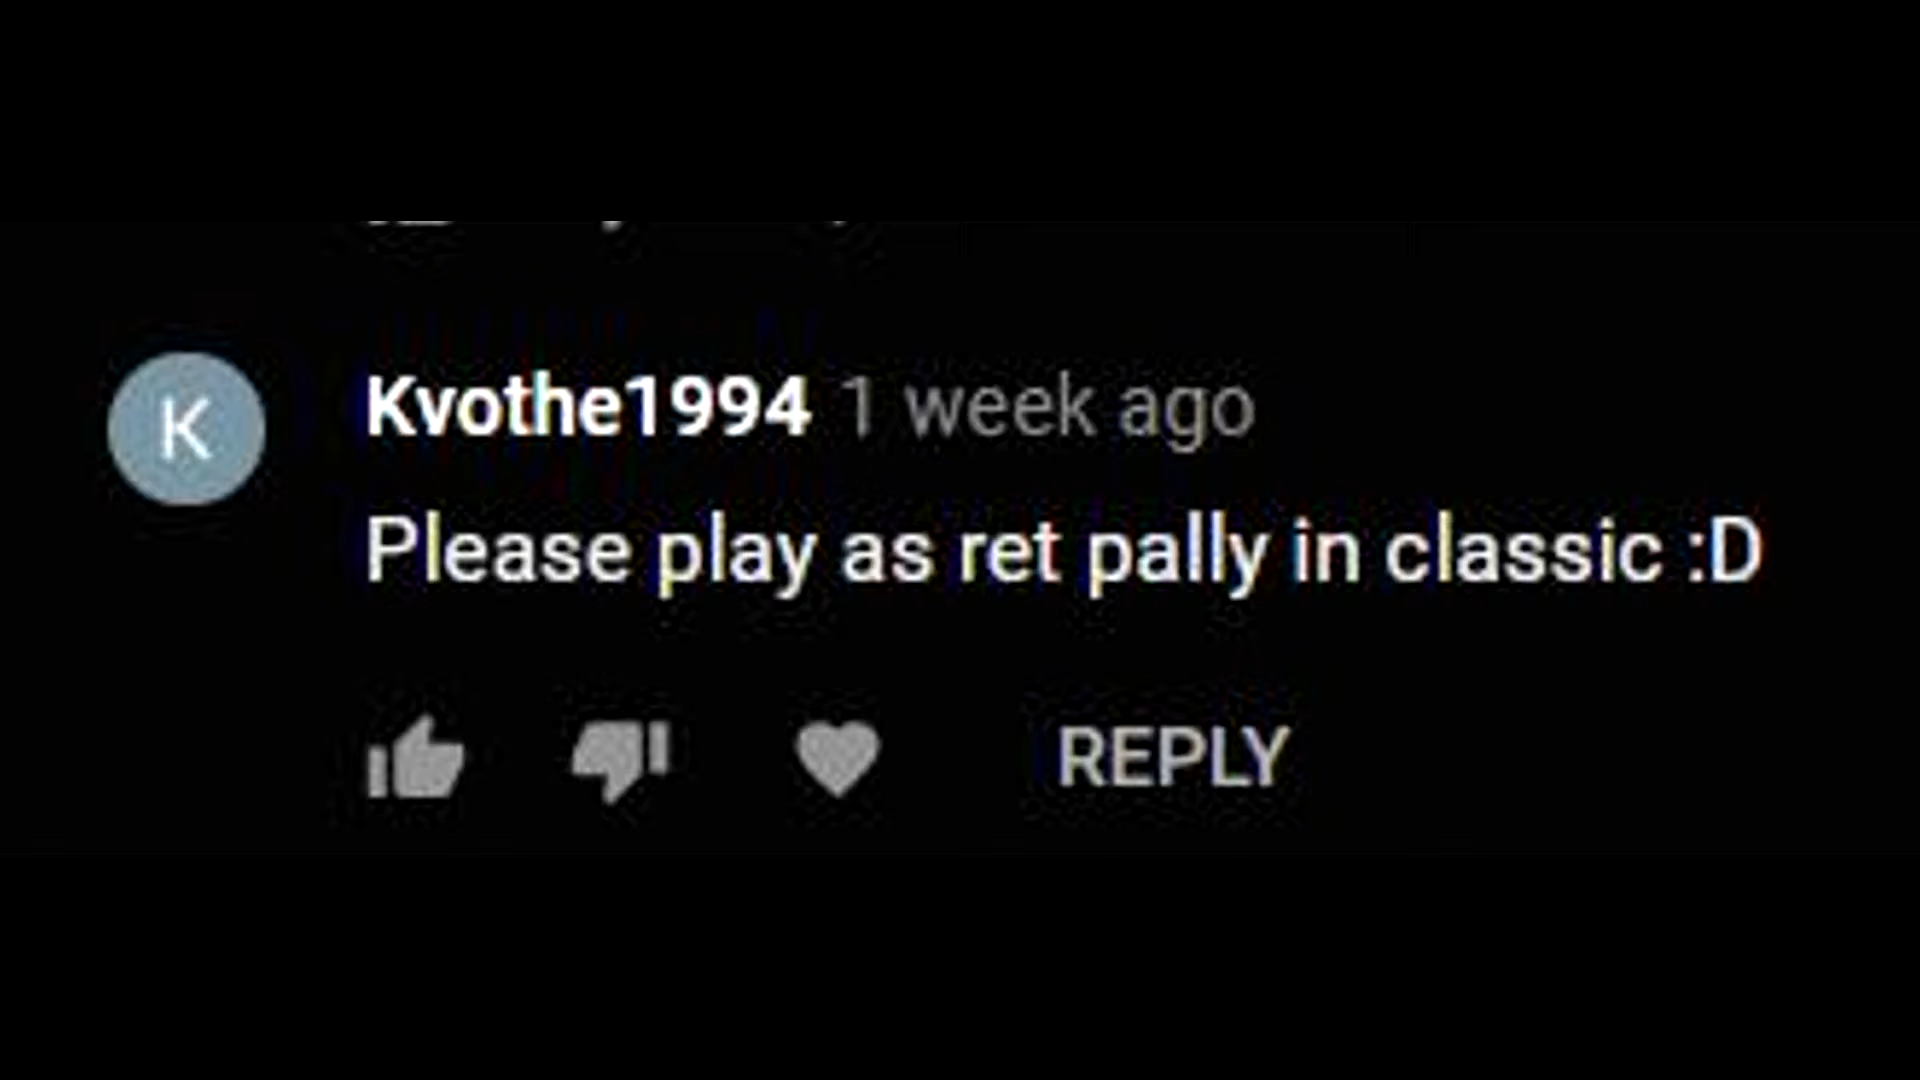 K
Kvothe1994 1 week ago
Please play as ret pally in classic :D
REPLY